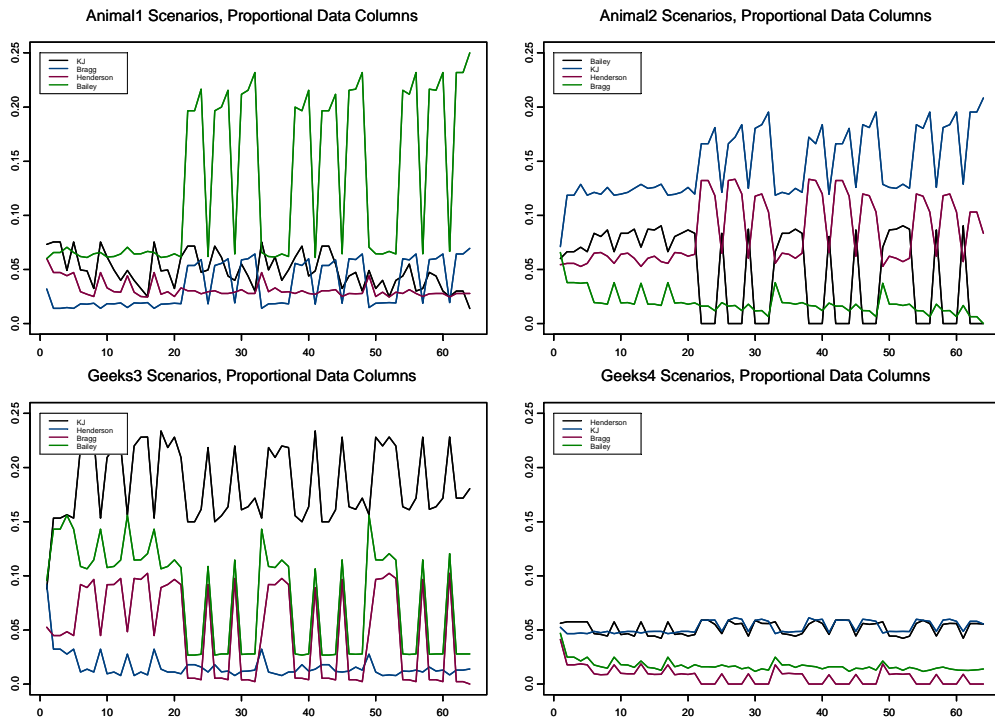 Animal1 Scenarios, Proportional Data Columns
0.25
0.20
0.15
0.10
0.05
0.0
KJ
Bragg
Henderson
Bailey
0 10 20 30 40 50 60
Animal2 Scenarios, Proportional Data Columns
0.25
0.20
0.15
0.10
0.05
0.0
Bailey
KJ
Henderson
Bragg
0 10 20 30 40 50 60
Geeks3 Scenarios, Proportional Data Columns
0.25
0.20
0.15
0.10
0.05
0.0
KJ
Henderson
Bragg
Bailey
0 10 20 30 40 50 60
Geeks4 Scenarios, Proportional Data Columns
0.25
0.20
0.15
0.10
0.05
0.0
Henderson
KJ
Bragg
Bailey
0 10 20 30 40 50 60